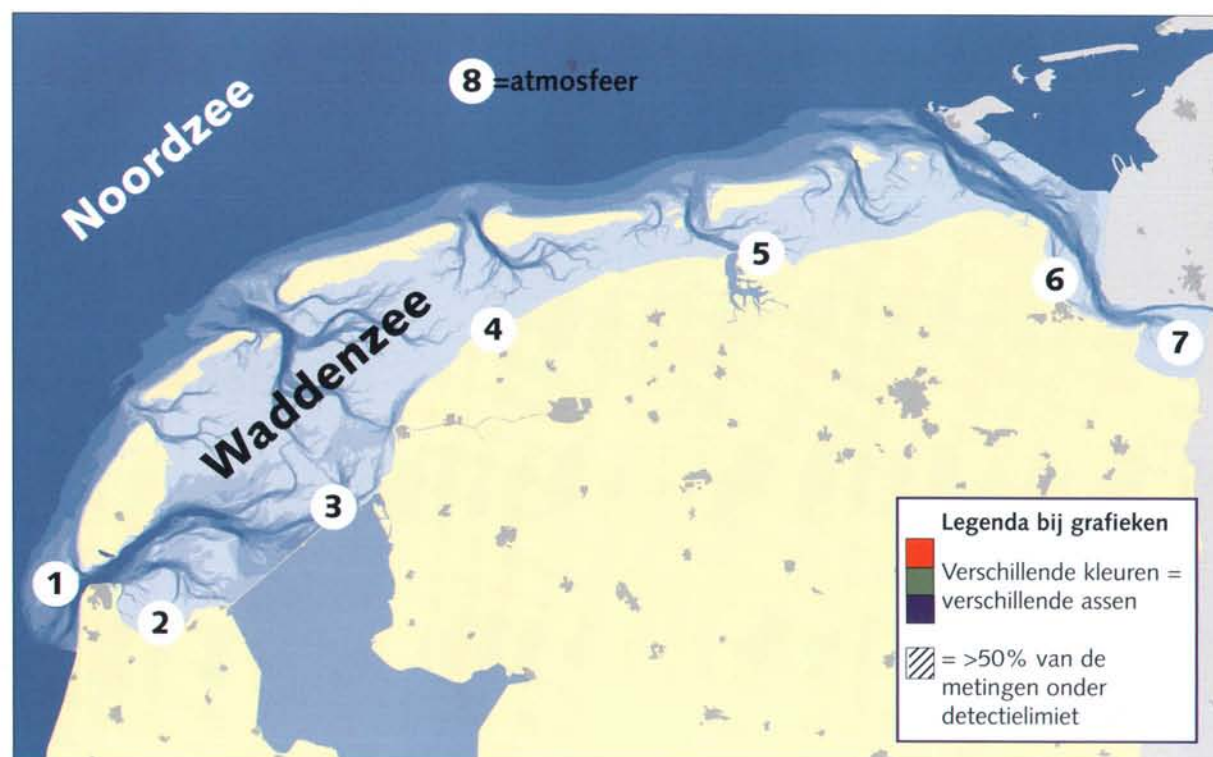 8 =atmosfeer
Noordzee
Waddenzee
5
6
4
7
3
1
2
Legenda bij grafieken
Verschillende kleuren =
verschillende assen
= >50% van de
metingen onder
detectielimiet